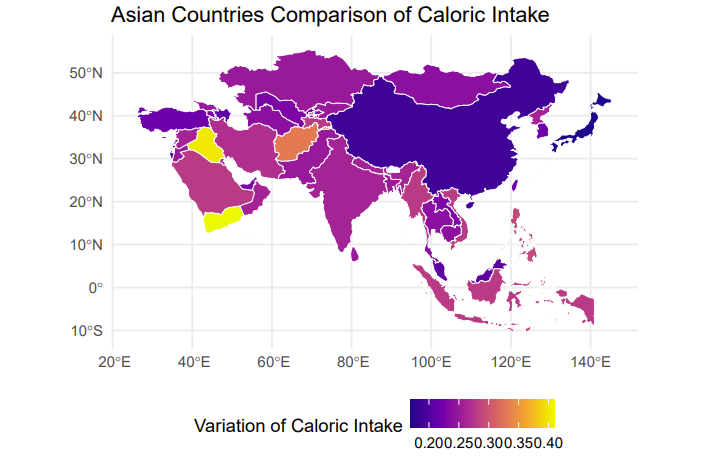 Asian Countries Comparison of Caloric Intake
50°N
40°N
30°N
20°N
10°N
0°
10°S
20°E 40°E 60°E 80°E 100°E 120°E 140°E
Variation of Caloric Intake
0.200.250.300.350.40